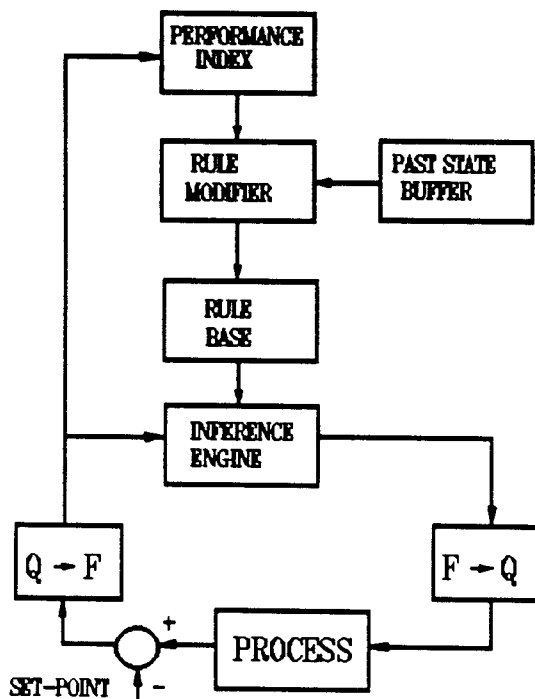 PERFORMANCE
INDEX
RULE
MODIFIER
PAST STATE
BUFFER
RULE
BASE
INFERENCE
ENGINE
Q → F
F → Q
+
PROCESS
SET-POINT
-